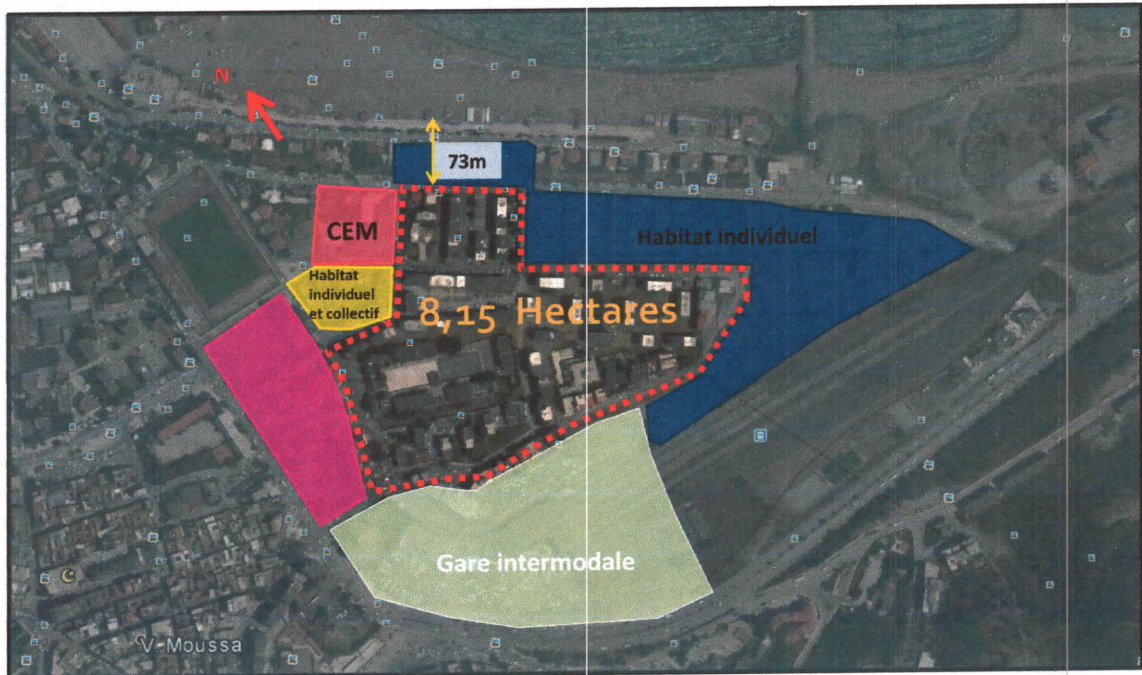 N
73m
CEM
Habitat individuel
Habitat
individuel
et collectif
8,15 Hectares
Gare intermodale
V-Moussa